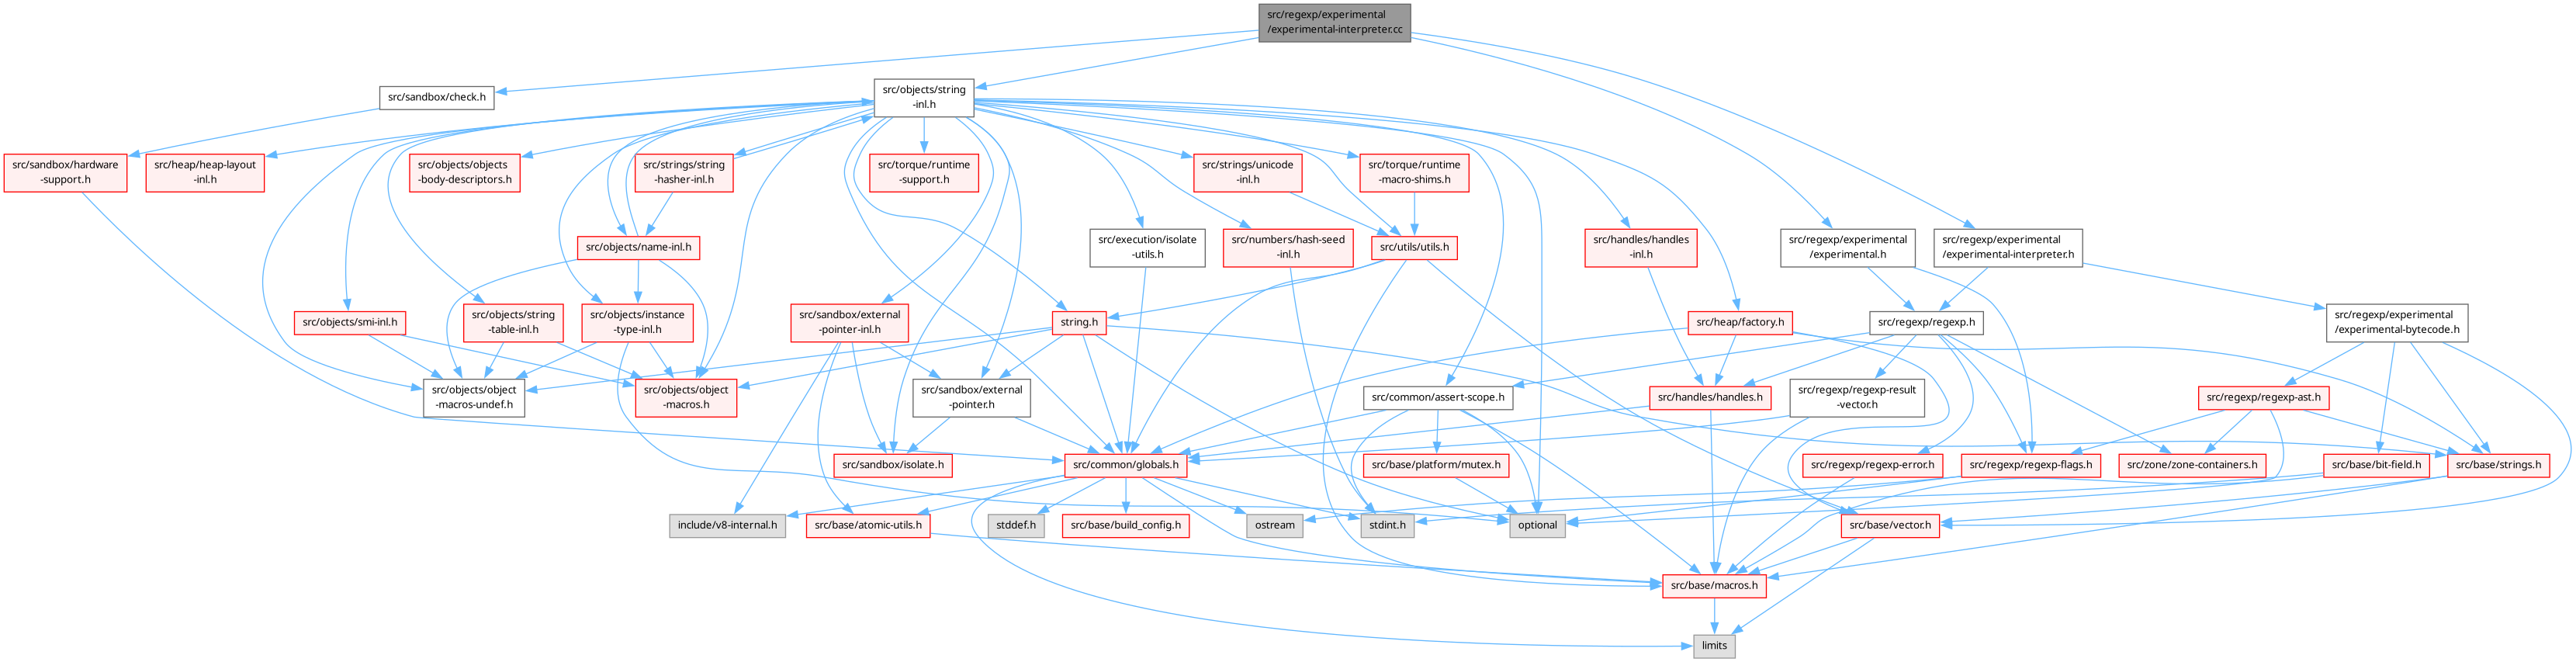 src/regexp/experimental
/experimental-interpreter.cc
src/sandbox/check.h
src/objects/string
-inl.h
src/sandbox/hardware
-support.h
src/heap/heap-layout
-inl.h
src/objects/objects
-body-descriptors.h
src/strings/string
-hasher-inl.h
src/torque/runtime
-support.h
src/strings/unicode
-inl.h
src/torque/runtime
-macro-shims.h
src/objects/name-inl.h
src/execution/isolate
-utils.h
src/numbers/hash-seed
-inl.h
src/utils/utils.h
src/handles/handles
-inl.h
src/regexp/experimental
/experimental.h
src/regexp/experimental
/experimental-interpreter.h
src/objects/smi-inl.h
src/objects/string
-table-inl.h
src/objects/instance
-type-inl.h
src/sandbox/external
-pointer-inl.h
string.h
src/heap/factory.h
src/regexp/regexp.h
src/regexp/experimental
/experimental-bytecode.h
src/objects/object
-macros-undef.h
src/objects/object
-macros.h
src/sandbox/external
-pointer.h
src/common/assert-scope.h
src/handles/handles.h
src/regexp/regexp-result
-vector.h
src/regexp/regexp-ast.h
src/sandbox/isolate.h
src/common/globals.h
src/base/platform/mutex.h
src/regexp/regexp-error.h
src/regexp/regexp-flags.h
src/zone/zone-containers.h
src/base/bit-field.h
src/base/strings.h
include/v8-internal.h
src/base/atomic-utils.h
stddef.h
src/base/build_config.h
ostream
stdint.h
optional
src/base/vector.h
src/base/macros.h
limits